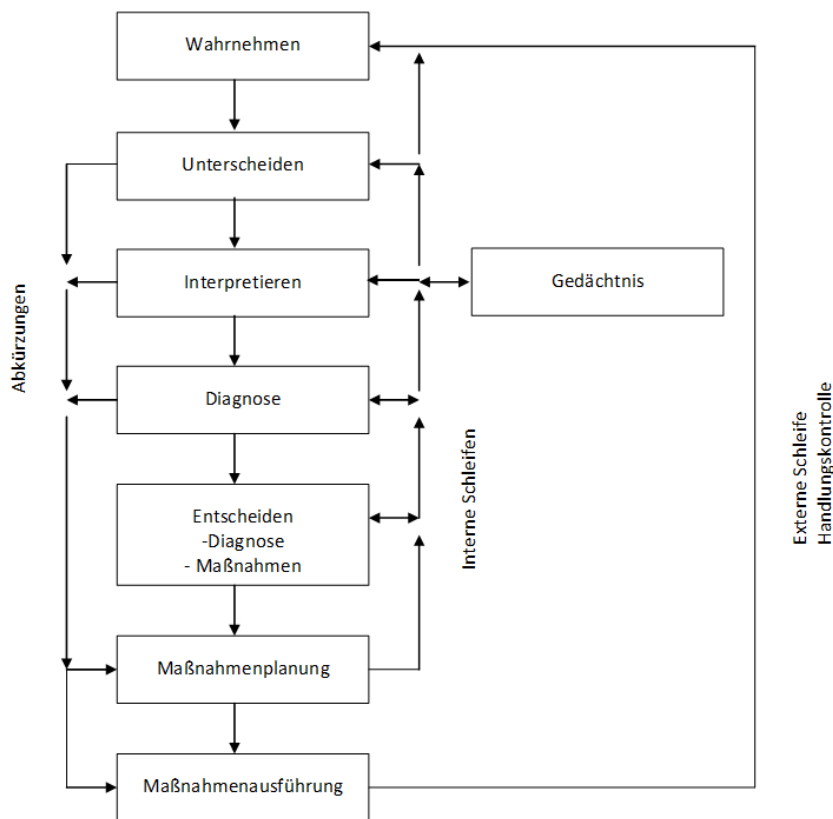 Wahrnehmen
Unterscheiden
Interpretieren
Gedächtnis
Diagnose
Entscheiden
-Diagnose
- Maßnahmen
Maßnahmenplanung
Maßnahmenausführung
Abkürzungen
Interne Schleifen
Externe Schleife
Handlungskontrolle